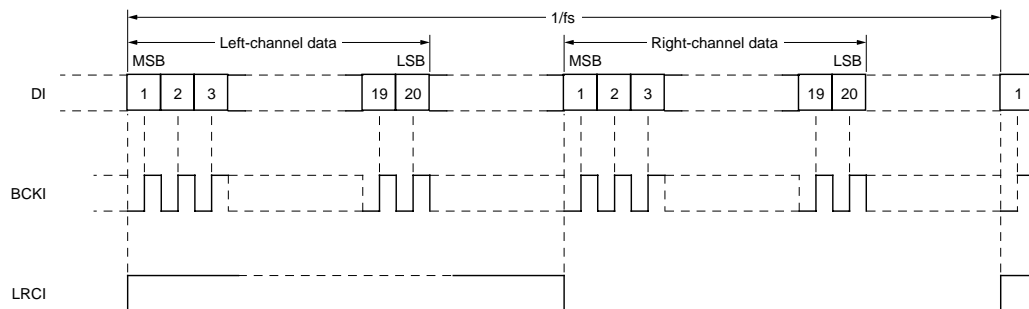 1/fs
Left-channel data
Right-channel data
MSB
LSB
MSB
LSB
DI
1
2
3
19
20
1
2
3
19
20
1
BCKI
LRCI